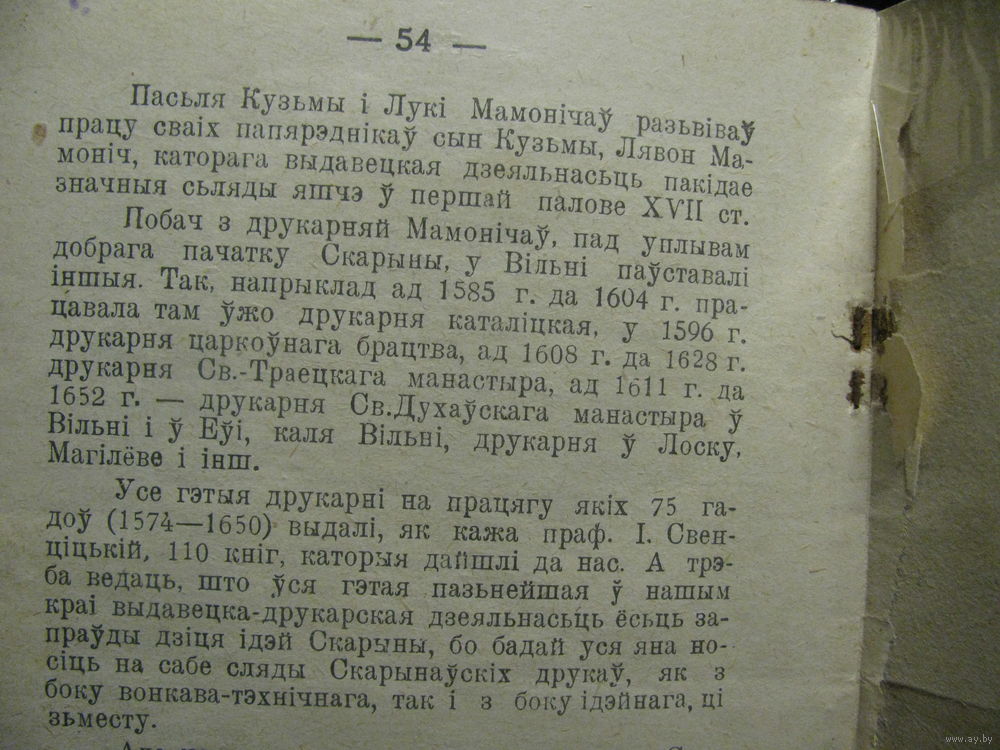 — 54 —
Пасьля Кузьмы і Лукі Мамонічаў разьвіваў
працу сваіх папярэднікаў сын Кузьмы, Лявон Ма-
моніч, каторага выдавецкая дзеяльнасьць пакідае
значныя сьляды яшчэ ў першай палове XVII ст.
Побач з друкарняй Мамонічаў, пад уплывам
добрага пачатку Скарыны, у Вільні паўставалі
іншыя. Так, напрыклад ад 1585 г. да 1604 г. пра-
цавала там ўжо друкарня каталіцкая, у 1596 г.
друкарня царкоўнага брацтва, ад 1608 г. да 1628 г.
друкарня Св.-Траецкага манастыра, ад 1611 г. да
1652 г. — друкарня Св.Духаўскага манастыра ў
Вільні і ў Еўі, каля Вільні, друкарня ў Лоску,
Магілёве і інш.
Усе гэтыя друкарні на працягу якіх 75 га-
доў (1574—1650) выдалі, як кажа праф. І. Свен-
ціцькій, 110 кніг, каторыя дайшлі да нас. А трэ-
ба ведаць, што ўся гэтая пазьнейшая ў нашым
краі выдавецка-друкарская дзеяльнасьць ёсьць за-
праўды дзіця ідэй Скарыны, бо бадай уся яна но-
сіць на сабе сляды Скарынаўскіх друкаў, як з
боку вонкава-тэхнічнага, так і з боку ідэйнага, ці
зьместу.
www.ay.by